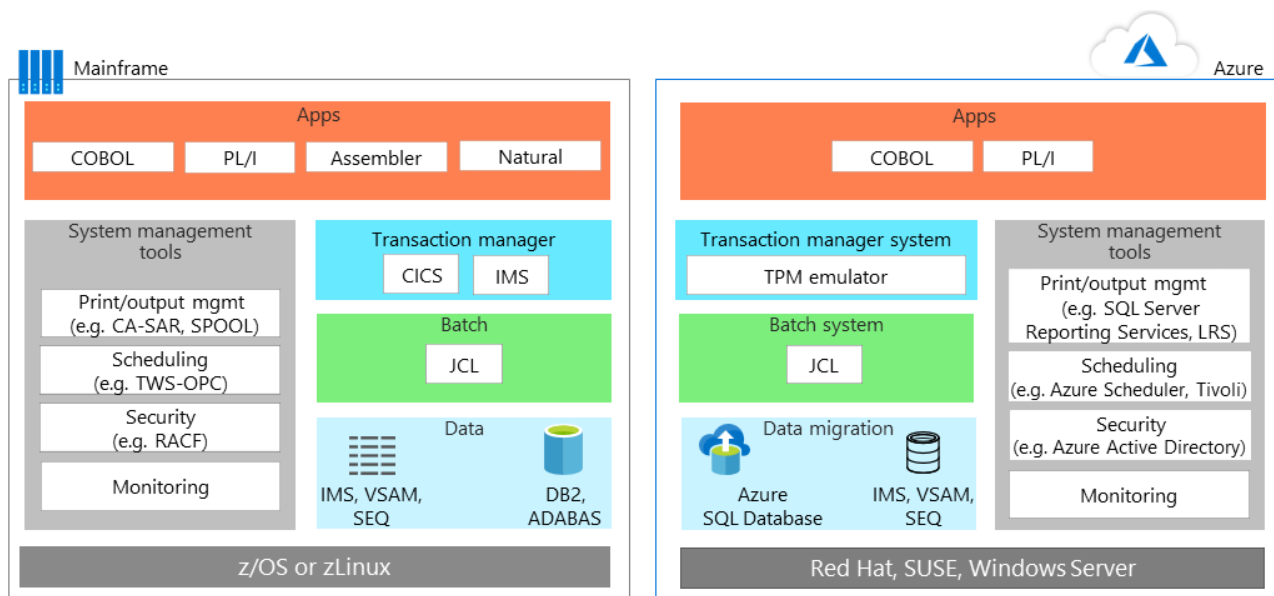 Mainframe
Apps
COBOL
PL/I
Assembler
Natural
System management
tools
Print/output mgmt
(e.g. CA-SAR, SPOOL)
Scheduling
(e.g. TWS-OPC)
Security
(e.g. RACF)
Monitoring
Transaction manager
CICS
IMS
Batch
JCL
Data
IMS, VSAM,
SEQ
DB2,
ADABAS
z/OS or zLinux
Azure
Apps
COBOL
PL/I
Transaction manager system
TPM emulator
Batch system
JCL
Data migration
Azure
SQL Database
IMS, VSAM,
SEQ
System management
tools
Print/output mgmt
(e.g. SQL Server
Reporting Services, LRS)
Scheduling
(e.g. Azure Scheduler, Tivoli)
Security
(e.g. Azure Active Directory)
Monitoring
Red Hat, SUSE, Windows Server